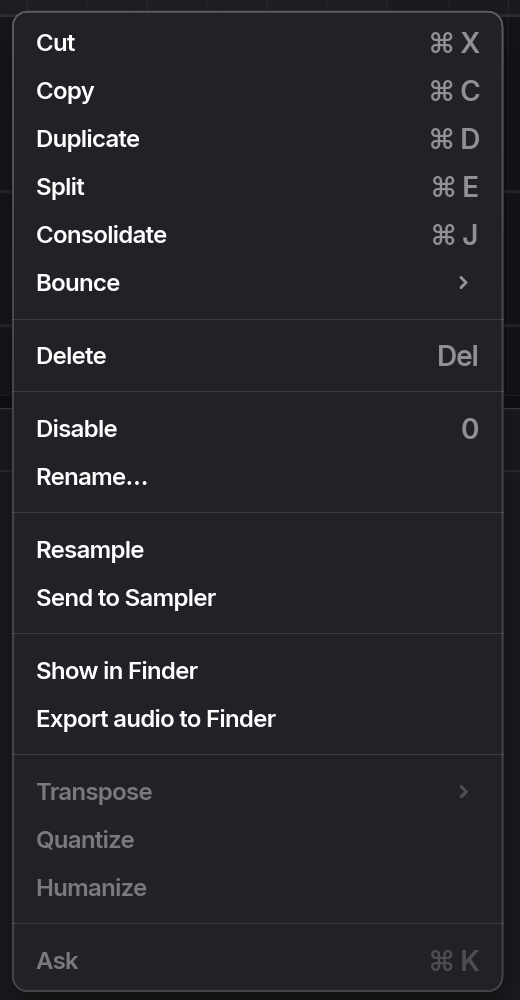 Cut ⌘ X
Copy ⌘ C
Duplicate ⌘ D
Split ⌘ E
Consolidate ⌘ J
Bounce
Delete Del
Disable 0
Rename...
Resample
Send to Sampler
Show in Finder
Export audio to Finder
Transpose
Quantize
Humanize
Ask ⌘ K